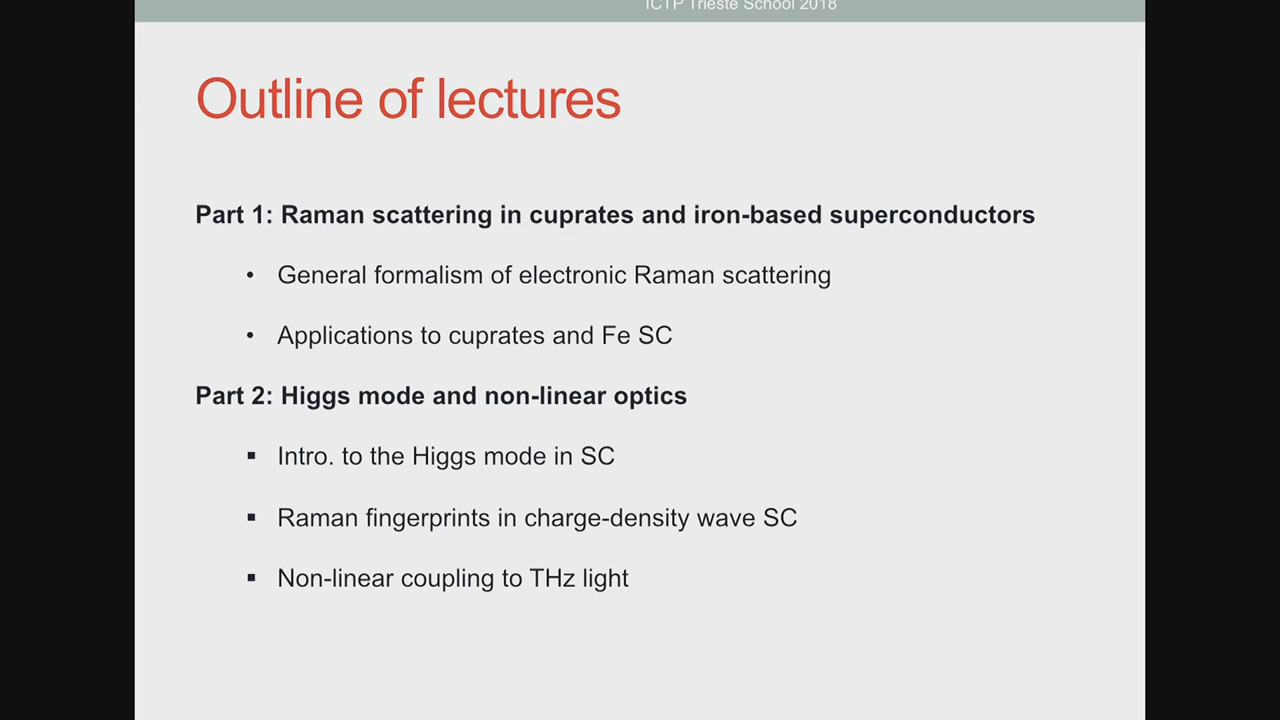 ICTP Trieste School 2018
Outline of lectures
Part 1: Raman scattering in cuprates and iron-based superconductors
• General formalism of electronic Raman scattering
• Applications to cuprates and Fe SC
Part 2: Higgs mode and non-linear optics
▪ Intro. to the Higgs mode in SC
▪ Raman fingerprints in charge-density wave SC
▪ Non-linear coupling to THz light